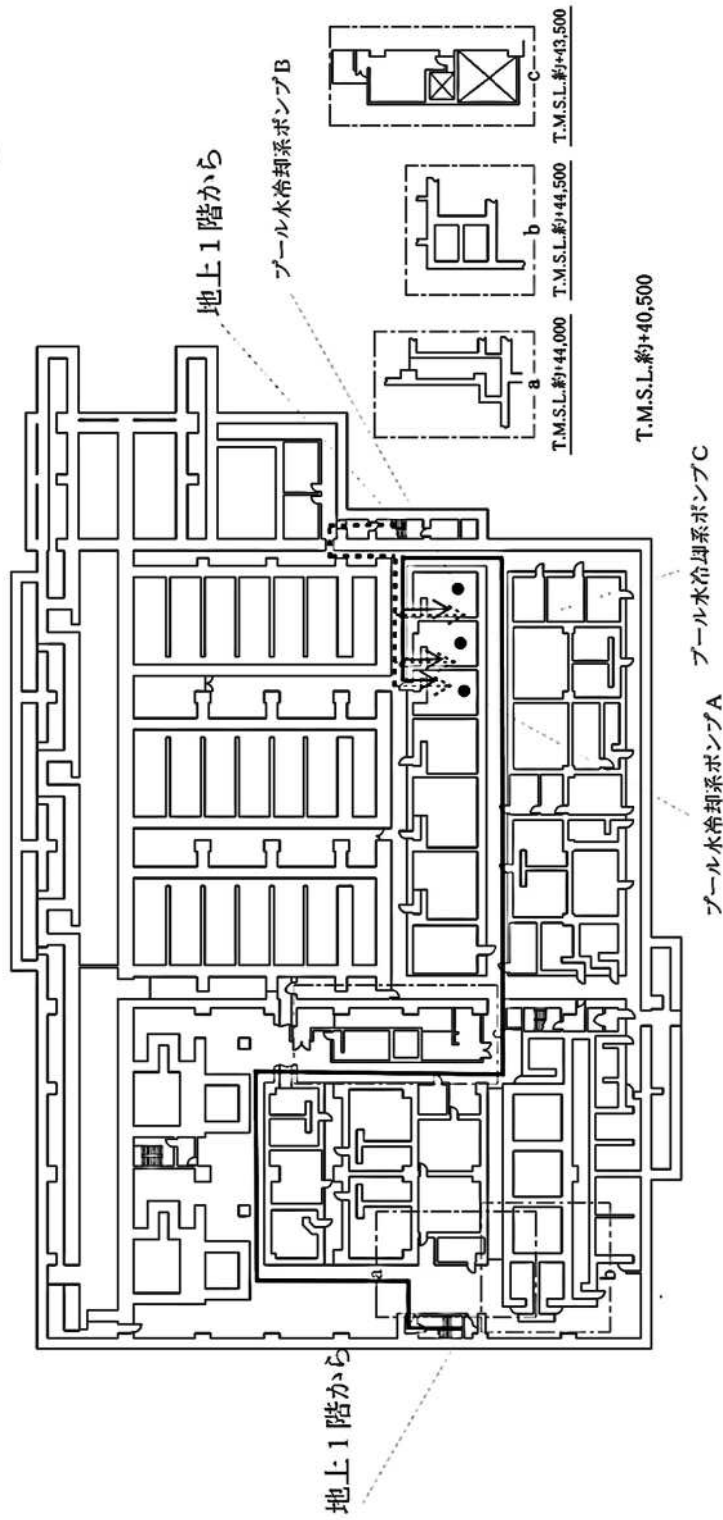 地上1階から
プール水冷却系ポンプB
a
T.M.S.L.約+44,000
b
T.M.S.L.約+44,500
c
T.M.S.L.約+43,500
T.M.S.L.約+40,500
a
b
c
地上1階から
プール水冷却系ポンプA
プール水冷却系ポンプC